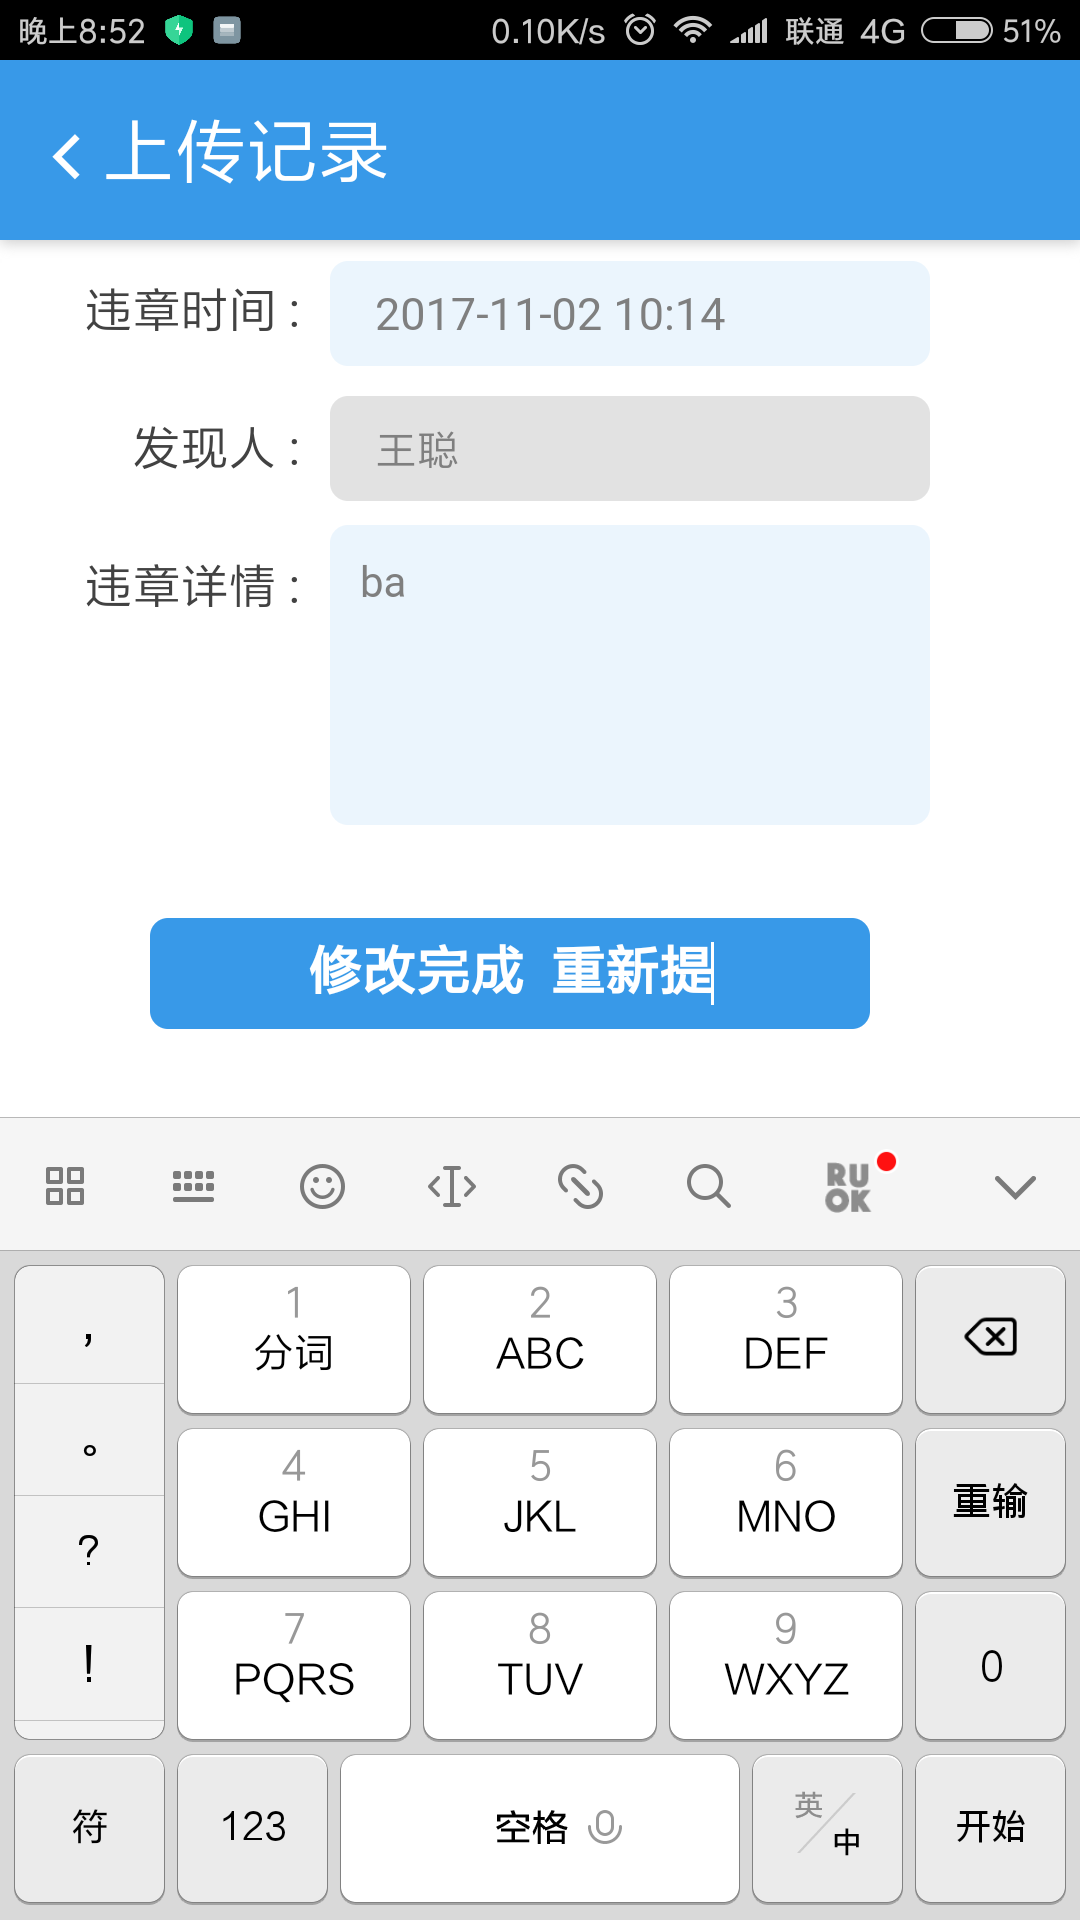 晚上8:52 0.10K/s 联通 4G 51%
上传记录
违章时间： 2017-11-02 10:14
发现人： 王聪
违章详情： ba
修改完成 重新提
RU
OK
， 1 2 3
分词 ABC DEF
。 4 5 6
GHI JKL MNO 重输
? 7 8 9
! PQRS TUV WXYZ 0
符 123 空格 英/中 开始